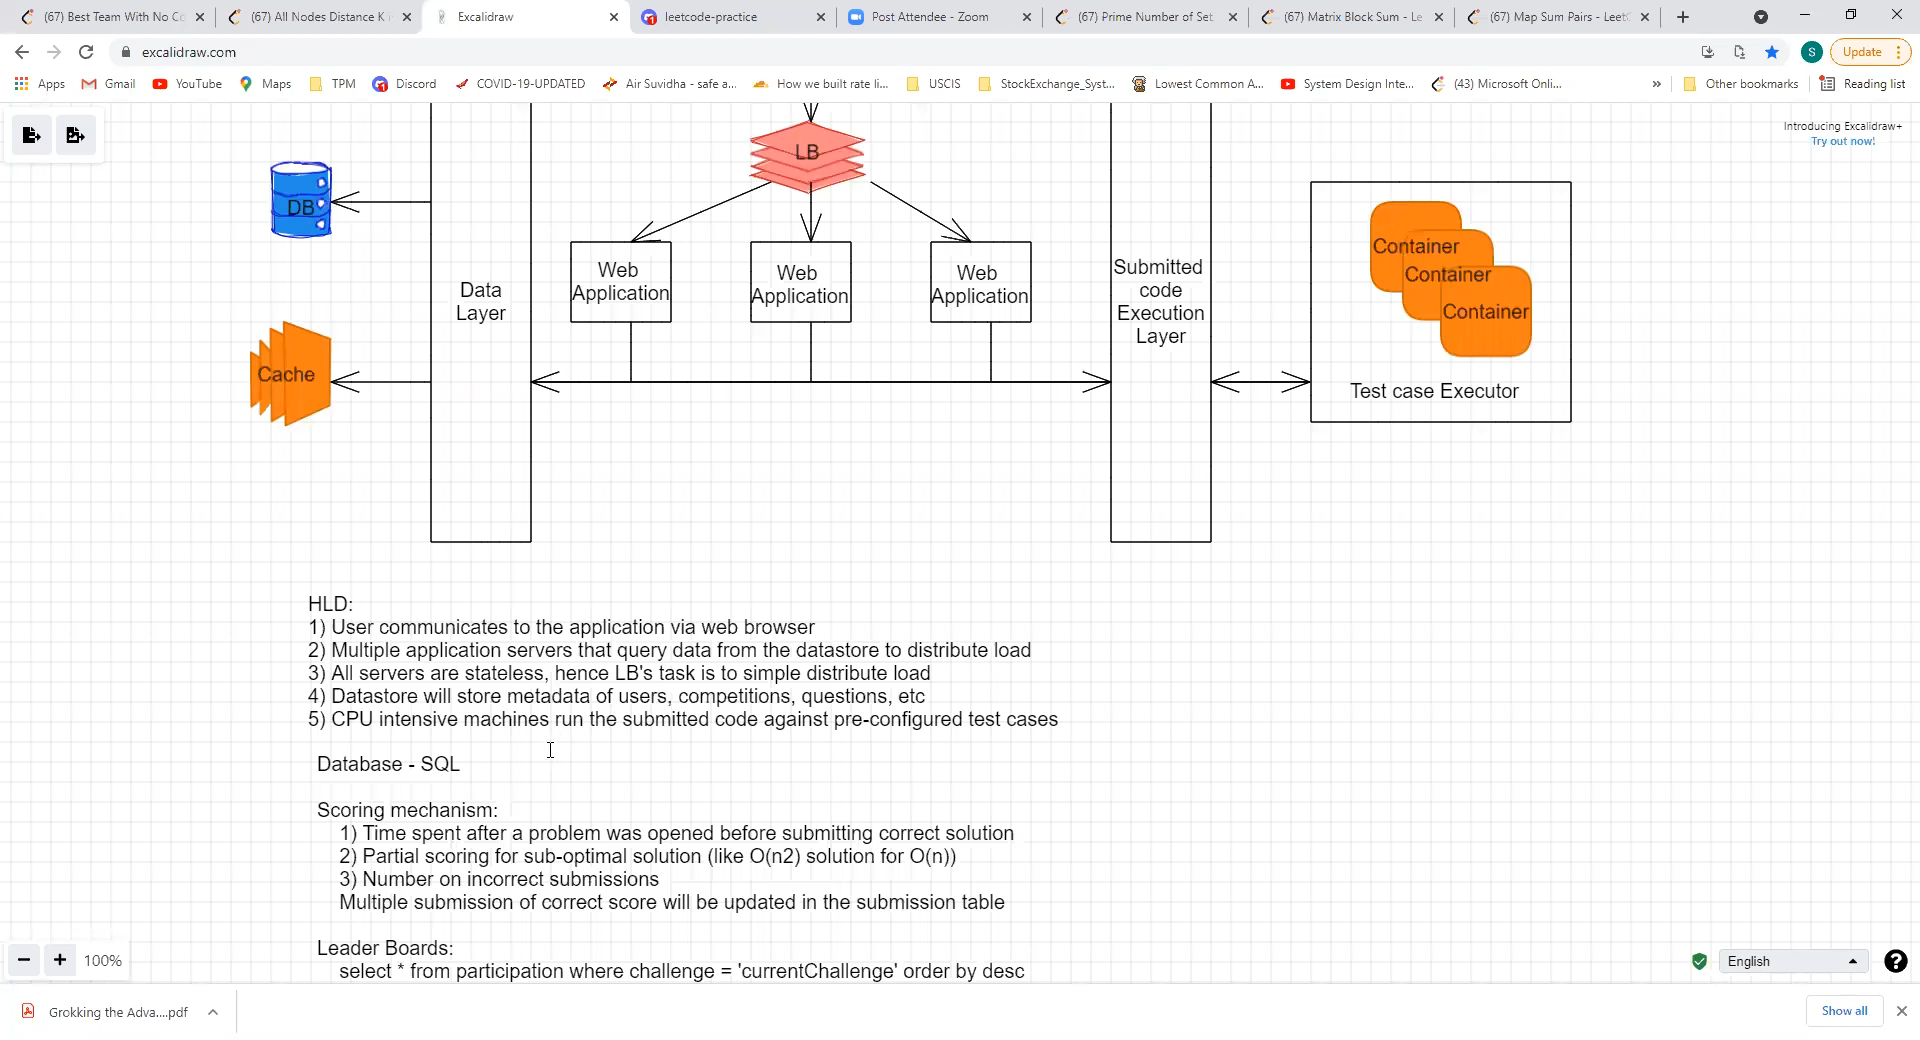 (67) Best Team With No Co
(67) All Nodes Distance K i
Excalidraw
leetcode-practice
Post Attendee - Zoom
(67) Prime Number of Set
(67) Matrix Block Sum - Le
(67) Map Sum Pairs - LeetC
excalidraw.com
S
Update
Apps
Gmail
YouTube
Maps
TPM
Discord
COVID-19-UPDATED
Air Suvidha - safe a...
How we built rate li...
USCIS
StockExchange_Syst...
Lowest Common A...
System Design Inte...
(43) Microsoft Onli...
»
Other bookmarks
Reading list
Introducing Excalidraw+
Try out now!
LB
DB
Data
Layer
Web
Application
Web
Application
Web
Application
Submitted
code
Execution
Layer
Container
Container
Container
Test case Executor
Cache
HLD:
1) User communicates to the application via web browser
2) Multiple application servers that query data from the datastore to distribute load
3) All servers are stateless, hence LB's task is to simple distribute load
4) Datastore will store metadata of users, competitions, questions, etc
5) CPU intensive machines run the submitted code against pre-configured test cases
Database - SQL
Scoring mechanism:
1) Time spent after a problem was opened before submitting correct solution
2) Partial scoring for sub-optimal solution (like O(n2) solution for O(n))
3) Number on incorrect submissions
Multiple submission of correct score will be updated in the submission table
Leader Boards:
select * from participation where challenge = 'currentChallenge' order by desc
100%
English
Grokking the Adva....pdf
Show all